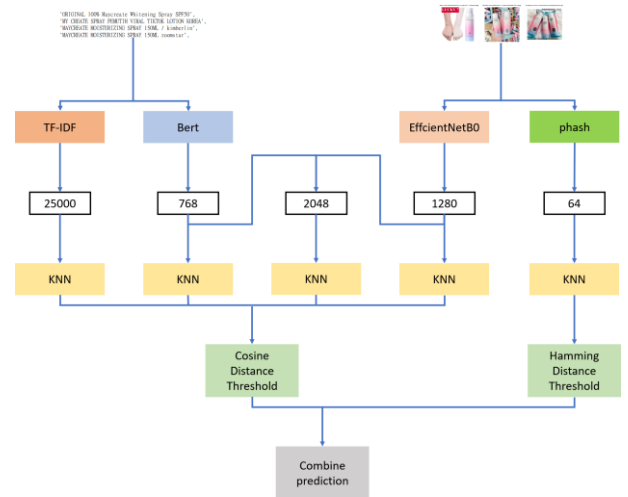 'ORIGINAL 100% Maycreate Whitening Spray SPF50',
'MY CREATE SPRAY PEMUTIH VIRAL TIKTOK LOTION KOREA',
'MAYCREATE MOISTURIZING SPRAY 150ML / kimberlin',
'MAYCREATE MOISTURIZING SPRAY 150ML
TF-IDF
Bert
EffcientNetB0
phash
25000
768
2048
1280
64
KNN
KNN
KNN
KNN
KNN
Cosine
Distance
Threshold
Hamming
Distance
Threshold
Combine
prediction